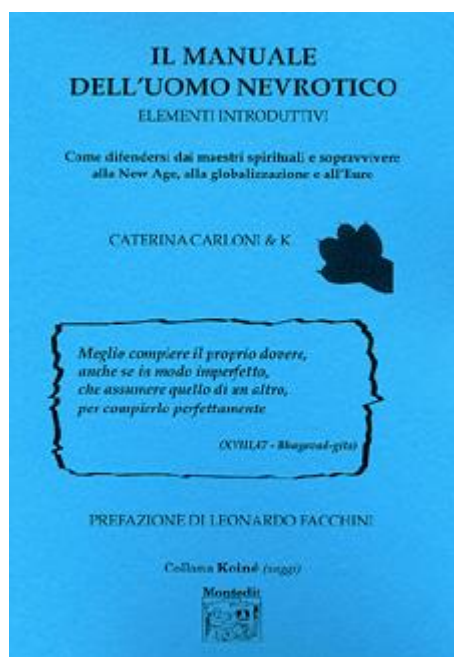 IL MANUALE
DELL'UOMO NEVROTICO
ELEMENTI INTRODUTTIVI
Come difendersi dai maestri spirituali e sopravvivere
alla New Age, alla globalizzazione e all'Euro
CATERINA CARLONI & K.
Meglio compiere il proprio dovere,
anche se in modo imperfetto,
che assumere quello di un altro,
per compierlo perfettamente
(XVIII,47 - Bhagavad-gita)
PREFAZIONE DI LEONARDO FACCHINI
Collana Koinè (saggi)
Montedit